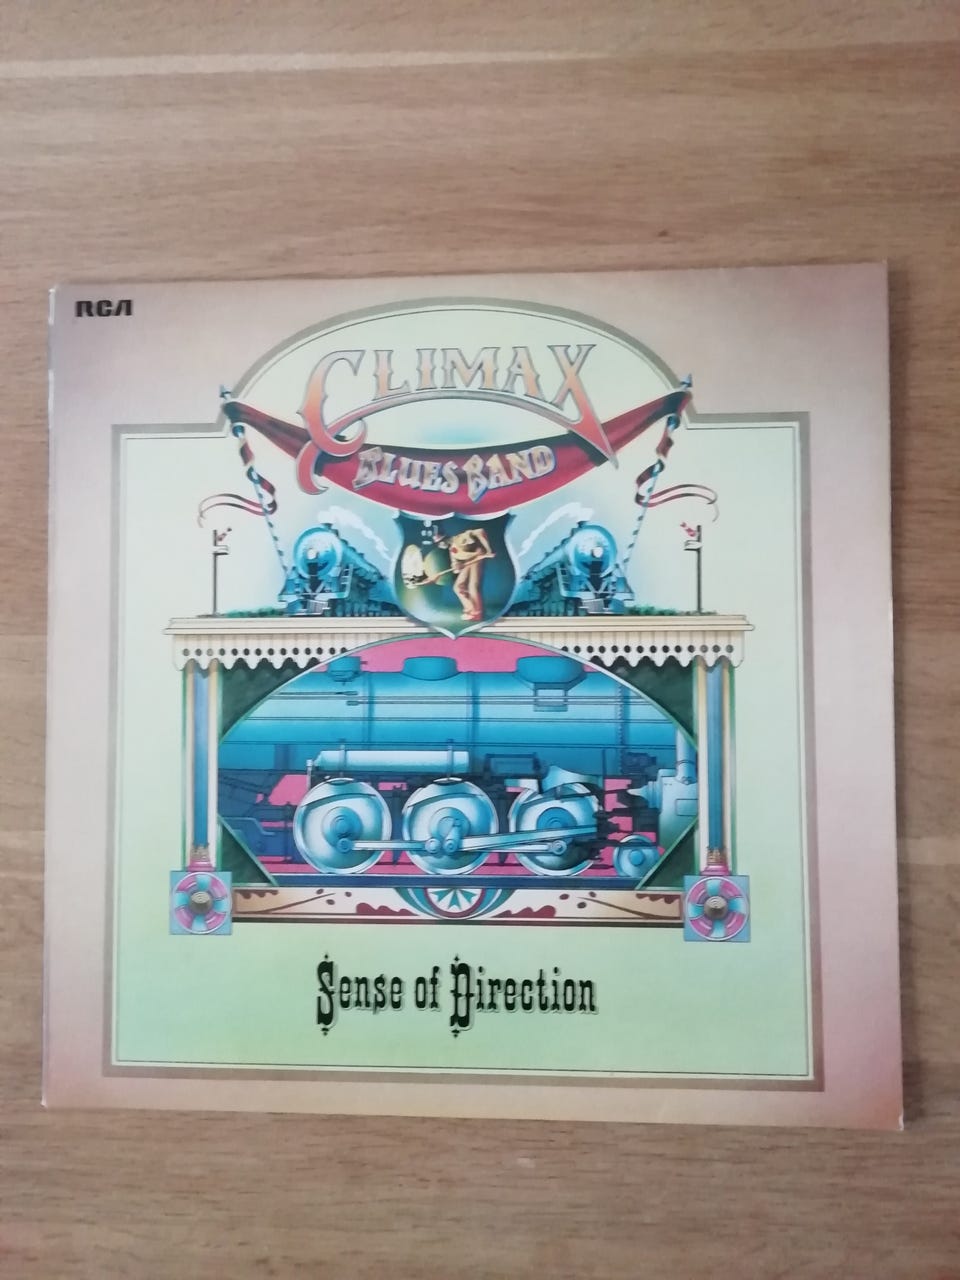 RCA
CLIMAX
BLUES BAND
Sense of Direction